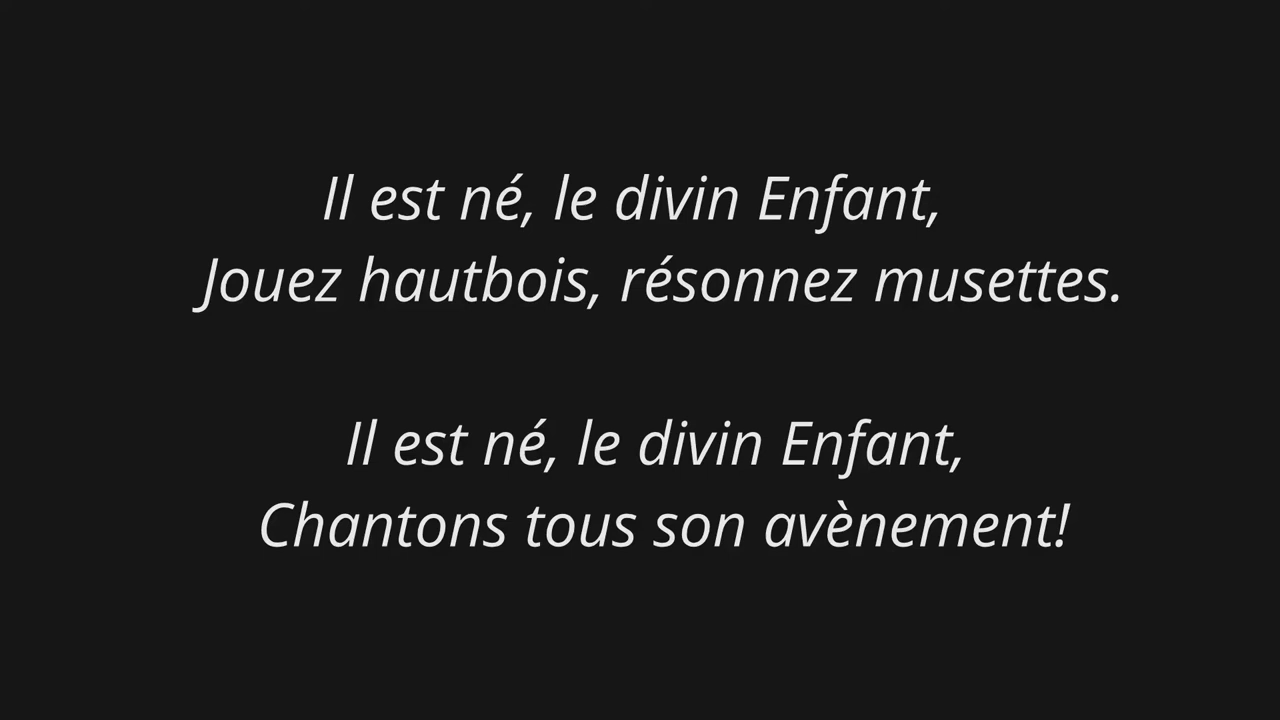 Il est né, le divin Enfant,
Jouez hautbois, résonnez musettes.
Il est né, le divin Enfant,
Chantons tous son avènement!